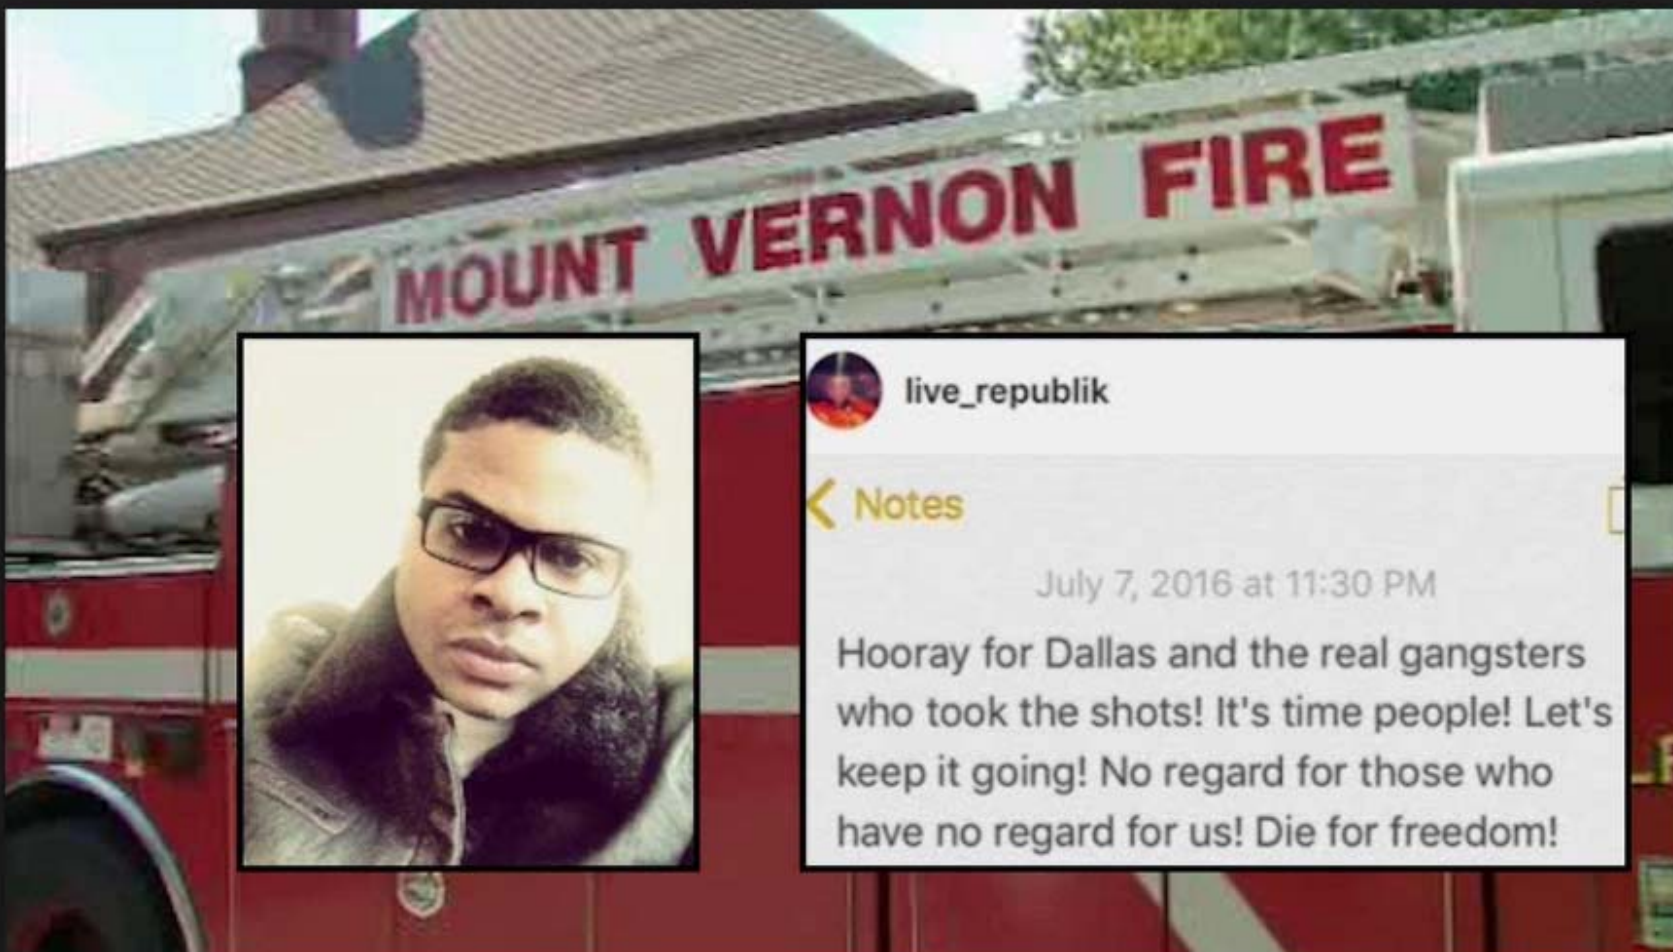 MOUNT VERNON FIRE
live_republik
Notes
July 7, 2016 at 11:30 PM
Hooray for Dallas and the real gangsters
who took the shots! It's time people! Let's
keep it going! No regard for those who
have no regard for us! Die for freedom!